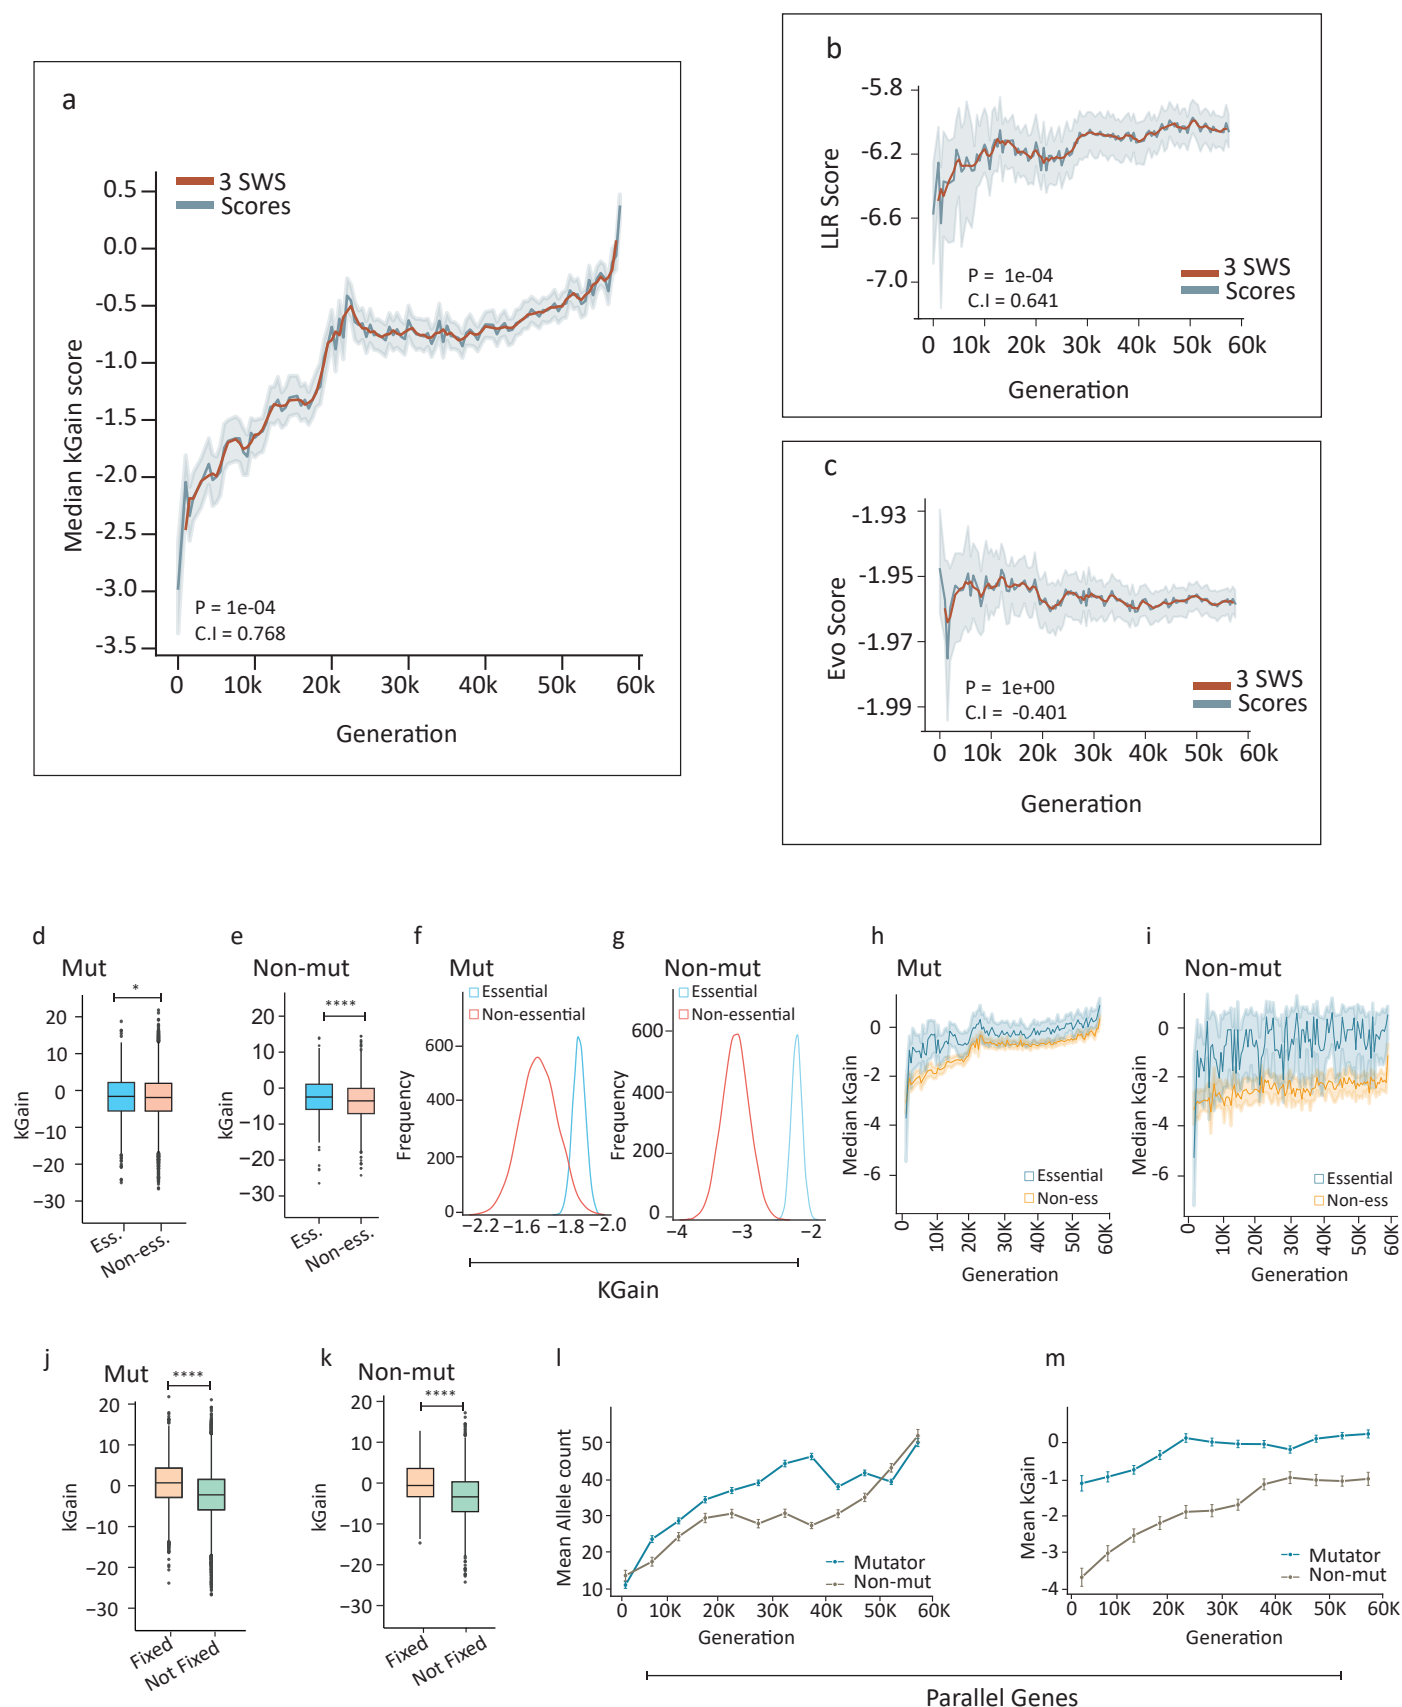 a
0.5
0.0
-0.5
-1.0
-1.5
-2.0
-2.5
-3.0
-3.5
Median kGain score
3 SWS
Scores
P = 1e-04
C.I = 0.768
0 10k 20k 30k 40k 50k 60k
Generation
b
-5.8
-6.2
-6.6
-7.0
LLR Score
P = 1e-04
C.I = 0.641
3 SWS
Scores
0 10k 20k 30k 40k 50k 60k
Generation
c
-1.93
-1.95
-1.97
-1.99
Evo Score
P = 1e+00
C.I = -0.401
3 SWS
Scores
0 10k 20k 30k 40k 50k 60k
Generation
d
Mut
*
20
10
0
−10
−20
−30
kGain
Ess.
Non-ess.
e
Non-mut
****
20
10
0
−10
−20
−30
kGain
Ess.
Non-ess.
f
Mut
Essential
Non-essential
600
400
200
0
Frequency
−2.2 −1.6 −1.8 −2.0
g
Non-mut
Essential
Non-essential
600
400
200
0
Frequency
−4 −3 −2
KGain
h
Mut
0
-2
-4
-6
Median kGain
Essential
Non-ess
0 10K 20K 30K 40K 50K 60K
Generation
i
Non-mut
0
-2
-4
-6
Median kGain
Essential
Non-ess
0 10K 20K 30K 40K 50K 60K
Generation
j
Mut
****
20
10
0
−10
−20
−30
kGain
Fixed
Not Fixed
k
Non-mut
****
20
10
0
−10
−20
−30
kGain
Fixed
Not Fixed
l
50
40
30
20
10
Mean Allele count
Mutator
Non-mut
0 10K 20K 30K 40K 50K 60K
Generation
m
0
-1
-2
-3
-4
Mean kGain
Mutator
Non-mut
0 10K 20K 30K 40K 50K 60K
Generation
Parallel Genes